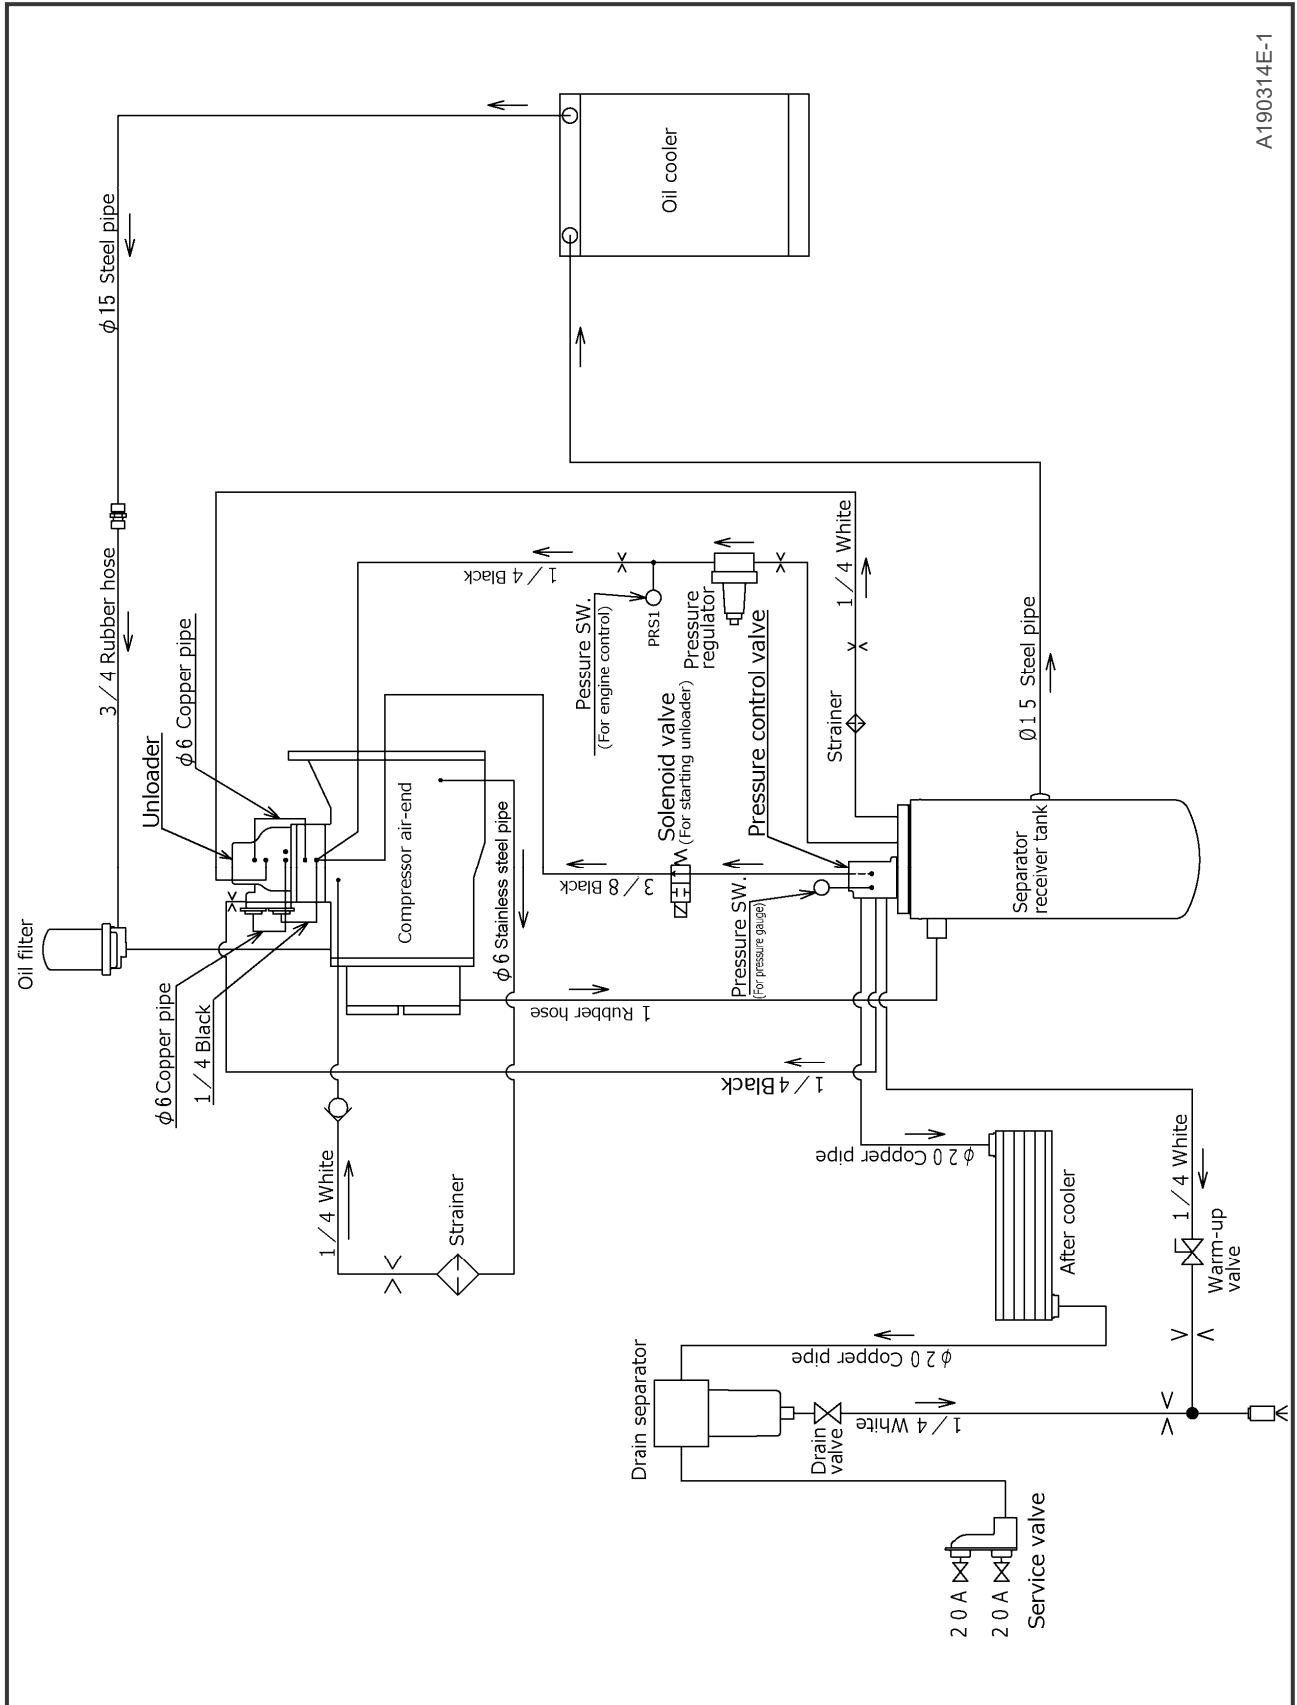 A190314E-1
Oil cooler
ϕ15 Steel pipe
3/4 Rubber hose
ϕ6 Copper pipe
Unloader
Oil filter
ϕ6 Copper pipe
1/4 Black
Compressor air-end
ϕ6 Stainless steel pipe
1/4 White
Strainer
1 Rubber hose
1/4 Black
3/8 Black
Solenoid valve
(For starting unloader)
Pessure SW.
(For engine control)
PRS1
1/4 Black
Pressure
regulator
Pressure control valve
Pressure SW.
(For pressure gauge)
Strainer
1/4 White
Ø15 Steel pipe
Separator
receiver tank
ϕ20 Copper pipe
After cooler
1/4 White
Warm-up
valve
ϕ20 Copper pipe
Drain separator
Drain
valve
1/4 White
20A
20A
Service valve